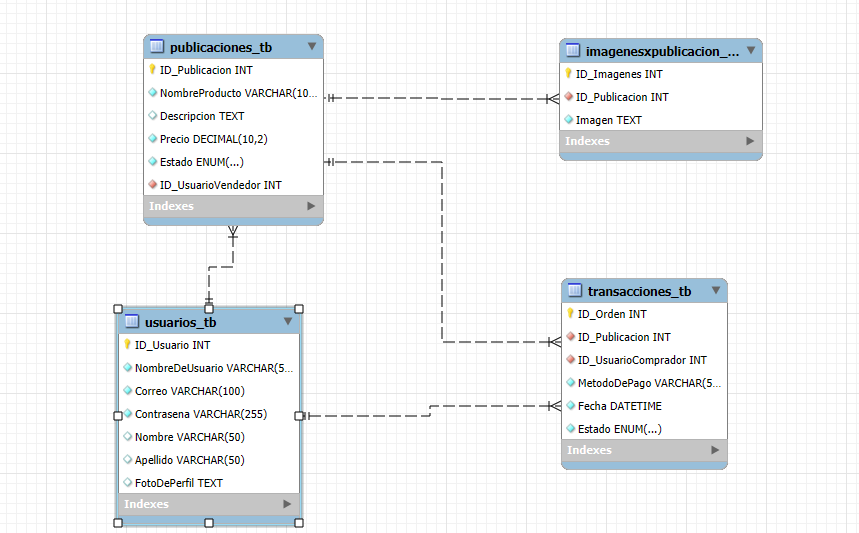 publicaciones_tb
ID_Publicacion INT
NombreProducto VARCHAR(10...
Descripcion TEXT
Precio DECIMAL(10,2)
Estado ENUM(...)
ID_UsuarioVendedor INT
Indexes
imagenesxpublicacion_...
ID_Imagenes INT
ID_Publicacion INT
Imagen TEXT
Indexes
usuarios_tb
ID_Usuario INT
NombreDeUsuario VARCHAR(5...
Correo VARCHAR(100)
Contrasena VARCHAR(255)
Nombre VARCHAR(50)
Apellido VARCHAR(50)
FotoDePerfil TEXT
Indexes
transacciones_tb
ID_Orden INT
ID_Publicacion INT
ID_UsuarioComprador INT
MetodoDePago VARCHAR(5...
Fecha DATETIME
Estado ENUM(...)
Indexes